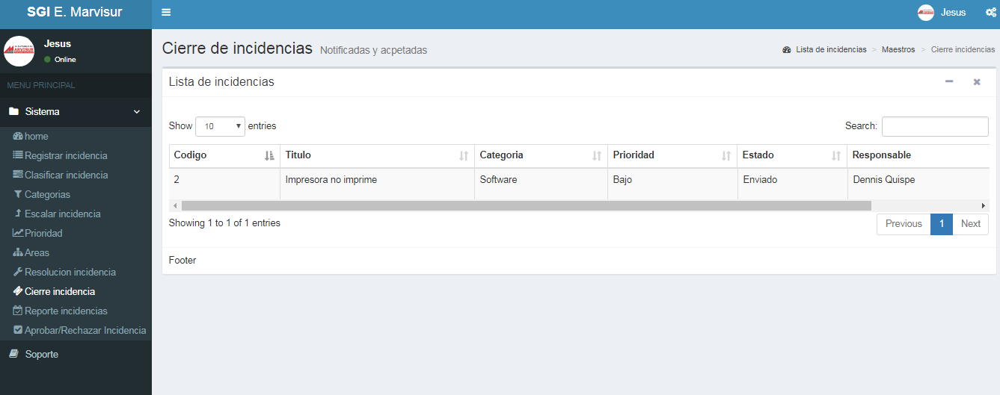 SGI E. Marvisur
Jesus
Jesus
Online
MENU PRINCIPAL
Sistema
home
Registrar incidencia
Clasificar incidencia
Categorias
Escalar incidencia
Prioridad
Areas
Resolucion incidencia
Cierre incidencia
Reporte incidencias
Aprobar/Rechazar Incidencia
Soporte
Cierre de incidencias Notificadas y acpetadas
Lista de incidencias > Maestros > Cierre incidencias
Lista de incidencias
Show 10 entries
Search:
Codigo Titulo Categoria Prioridad Estado Responsable
2 Impresora no imprime Software Bajo Enviado Dennis Quispe
Showing 1 to 1 of 1 entries
Previous 1 Next
Footer